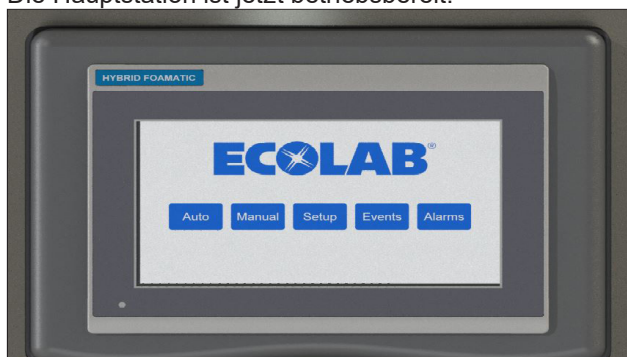 Die Hauptstation ist jetzt betriebsbereit.
HYBRID FOAMATIC
ECOLAB®
Auto Manual Setup Events Alarms